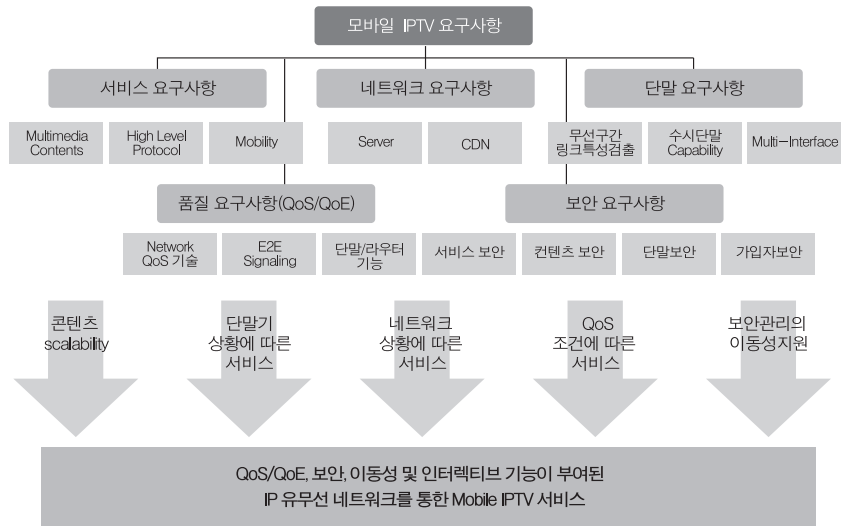 모바일 IPTV 요구사항
서비스 요구사항
네트워크 요구사항
단말 요구사항
Multimedia
Contents
High Level
Protocol
Mobility
Server
CDN
무선구간
링크특성검출
수시단말
Capability
Multi-Interface
품질 요구사항(QoS/QoE)
보안 요구사항
Network
QoS 기술
E2E
Signaling
단말/라우터
기능
서비스 보안
컨텐츠 보안
단말보안
가입자보안
콘텐츠
scalability
단말기
상황에 따른
서비스
네트워크
상황에 따른
서비스
QoS
조건에 따른
서비스
보안관리의
이동성지원
QoS/QoE, 보안, 이동성 및 인터렉티브 기능이 부여된
IP 유무선 네트워크를 통한 Mobile IPTV 서비스